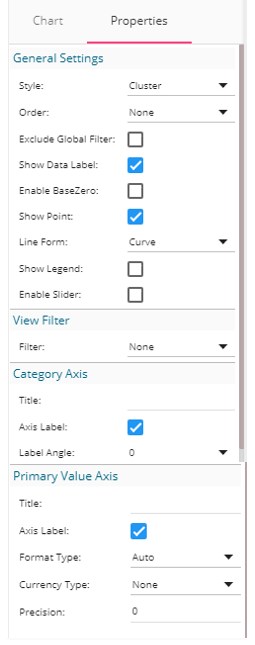 Chart Properties
General Settings
Style: Cluster
Order: None
Exclude Global Filter:
Show Data Label:
Enable BaseZero:
Show Point:
Line Form: Curve
Show Legend:
Enable Slider:
View Filter
Filter: None
Category Axis
Title:
Axis Label:
Label Angle: 0
Primary Value Axis
Title:
Axis Label:
Format Type: Auto
Currency Type: None
Precision: 0